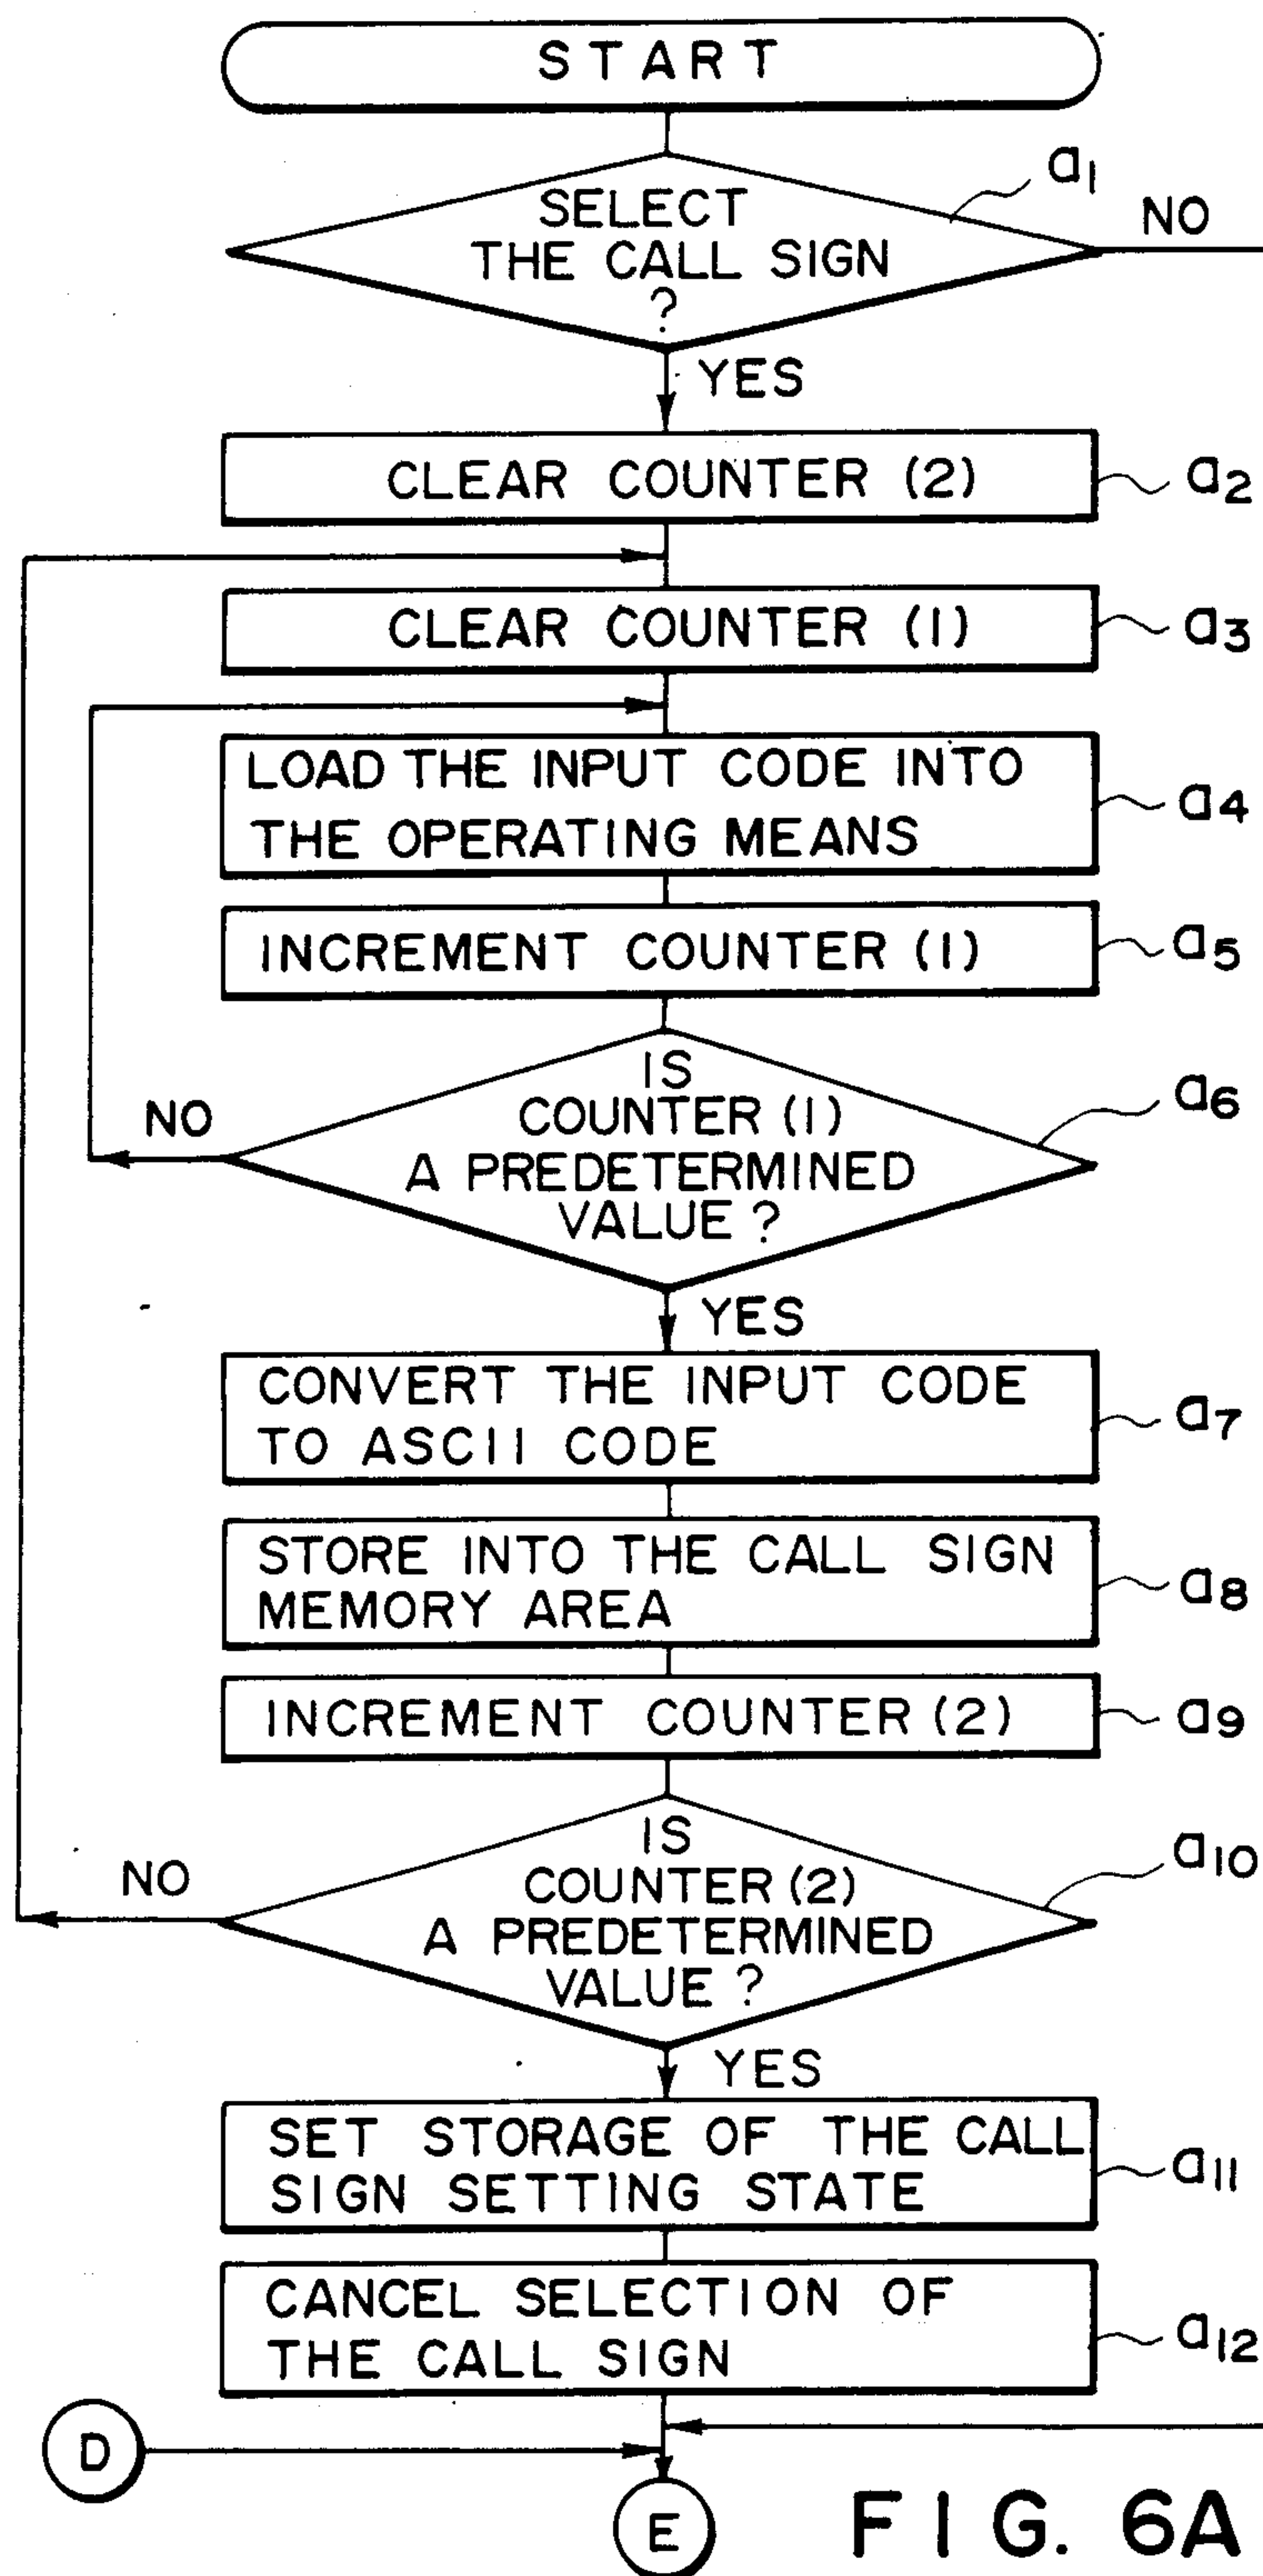 START
SELECT
THE CALL SIGN
?
a1
NO
YES
CLEAR COUNTER (2)
a2
CLEAR COUNTER (1)
a3
LOAD THE INPUT CODE INTO
THE OPERATING MEANS
a4
INCREMENT COUNTER (1)
a5
IS
COUNTER (1)
A PREDETERMINED
VALUE ?
a6
NO
YES
CONVERT THE INPUT CODE
TO ASCII CODE
a7
STORE INTO THE CALL SIGN
MEMORY AREA
a8
INCREMENT COUNTER (2)
a9
IS
COUNTER (2)
A PREDETERMINED
VALUE ?
a10
NO
YES
SET STORAGE OF THE CALL
SIGN SETTING STATE
a11
CANCEL SELECTION OF
THE CALL SIGN
a12
D
E
FIG. 6A